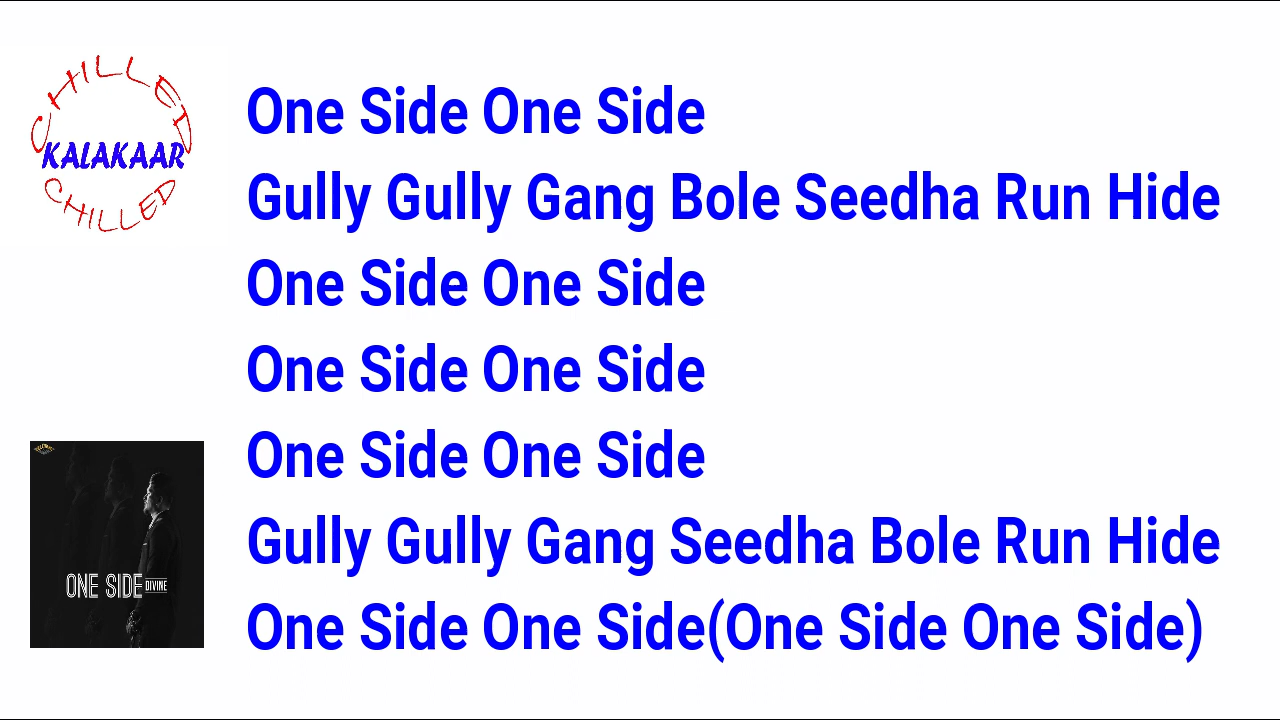 CHILLED
KALAKAAR
CHILLED
One Side One Side
Gully Gully Gang Bole Seedha Run Hide
One Side One Side
One Side One Side
One Side One Side
Gully Gully Gang Seedha Bole Run Hide
One Side One Side(One Side One Side)
ONE SIDE DIVINE